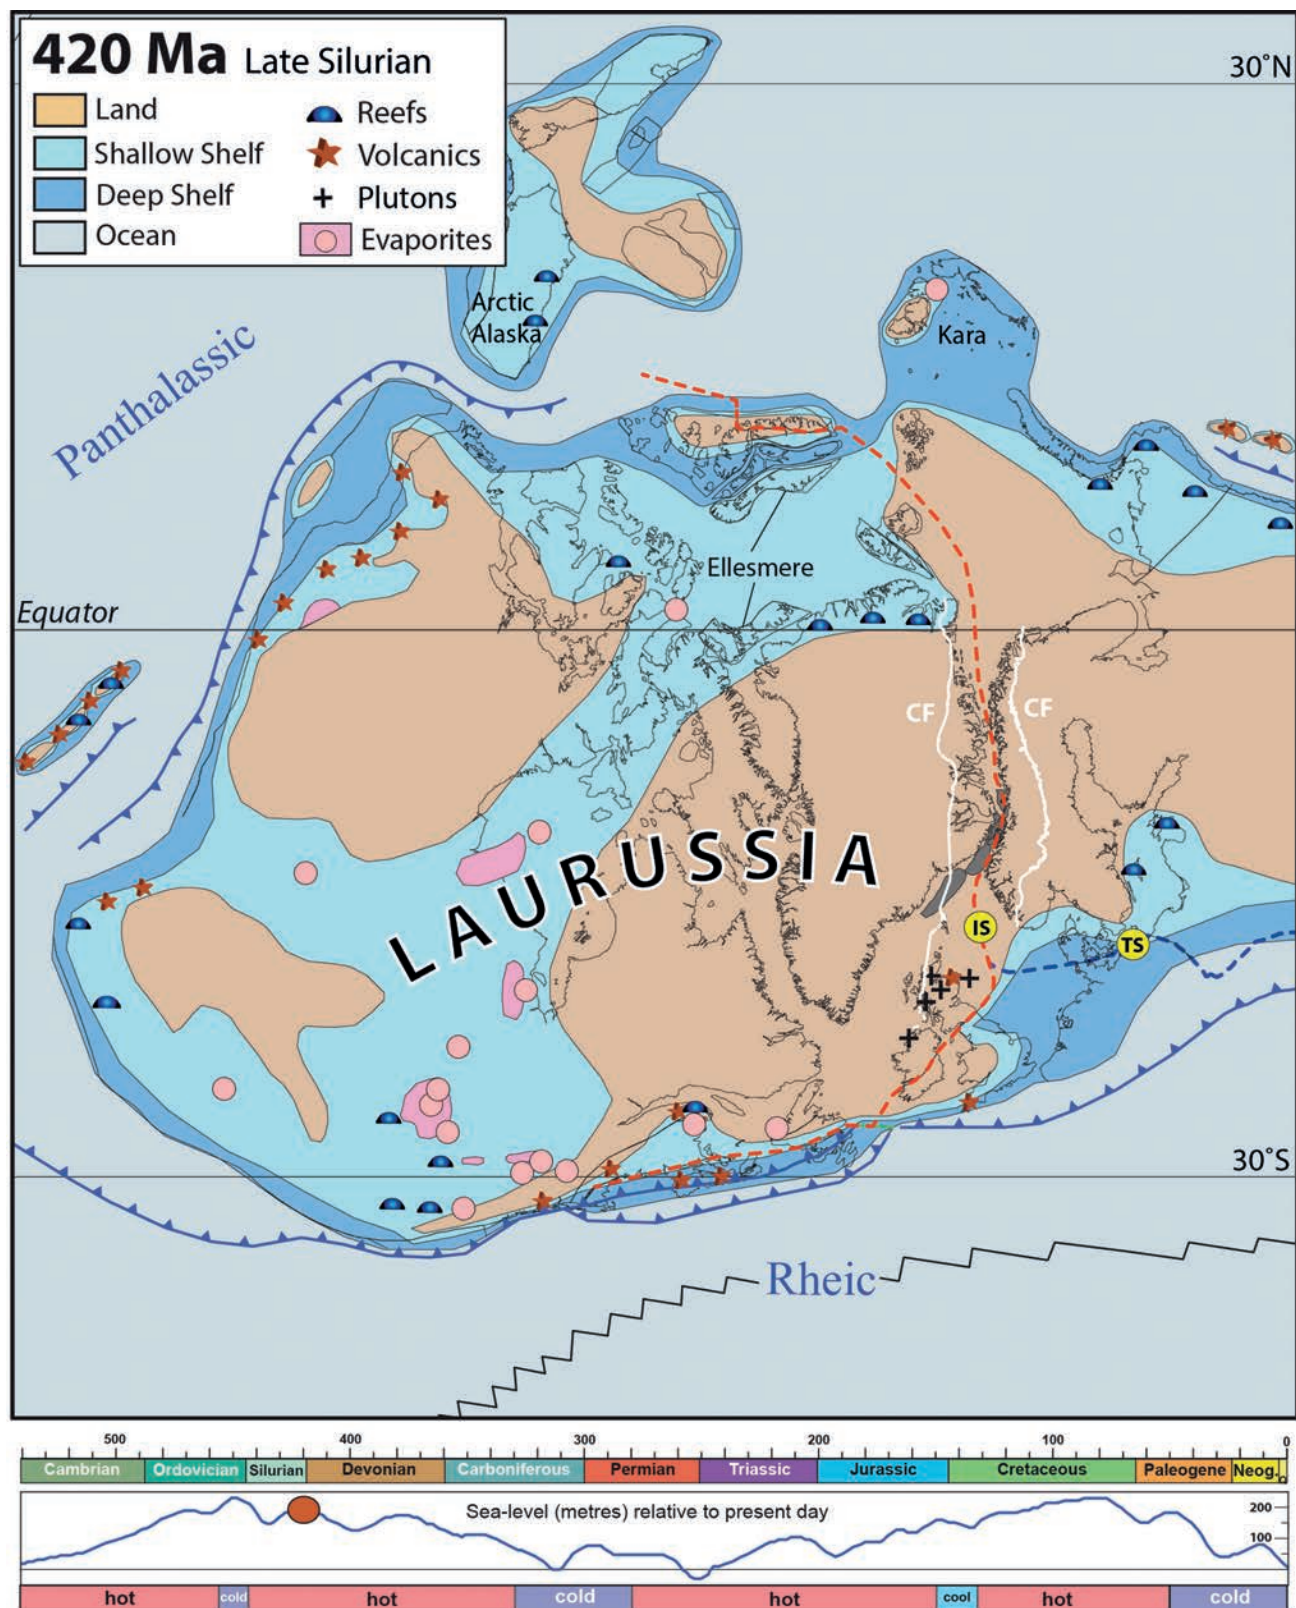 420 Ma Late Silurian
Land
Shallow Shelf
Deep Shelf
Ocean
Reefs
Volcanics
Plutons
Evaporites
30°N
Arctic
Alaska
Kara
Panthalassic
Ellesmere
Equator
CF
CF
LAURUSSIA
IS
TS
30°S
Rheic
500 400 300 200 100 0
Cambrian Ordovician Silurian Devonian Carboniferous Permian Triassic Jurassic Cretaceous Paleogene Neog. Q
Sea-level (metres) relative to present day
200
100
hot cold hot cold hot cool hot cold